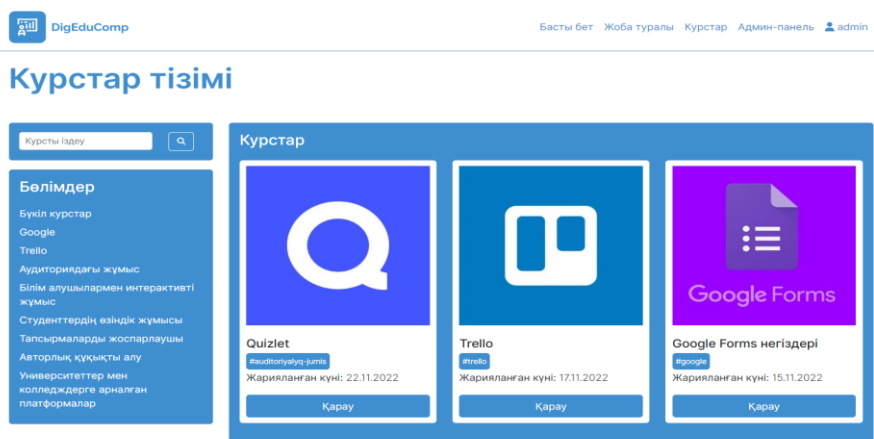 DigEduComp
Басты бет Жоба туралы Курстар Админ-панель admin
Курстар тізімі
Курсты іздеу
Бөлімдер
Бүкіл курстар
Google
Trello
Аудиториядағы жұмыс
Білім алушылармен интерактивті
жұмыс
Студенттердің өзіндік жұмысы
Тапсырмаларды жоспарлаушы
Авторлық құқықты алу
Университеттер мен
колледждерге арналған
платформалар
Курстар
Quizlet
#auditoriyalyq-jumis
Жарияланған күні: 22.11.2022
Қарау
Trello
#trello
Жарияланған күні: 17.11.2022
Қарау
Google Forms
Google Forms негіздері
#google
Жарияланған күні: 15.11.2022
Қарау